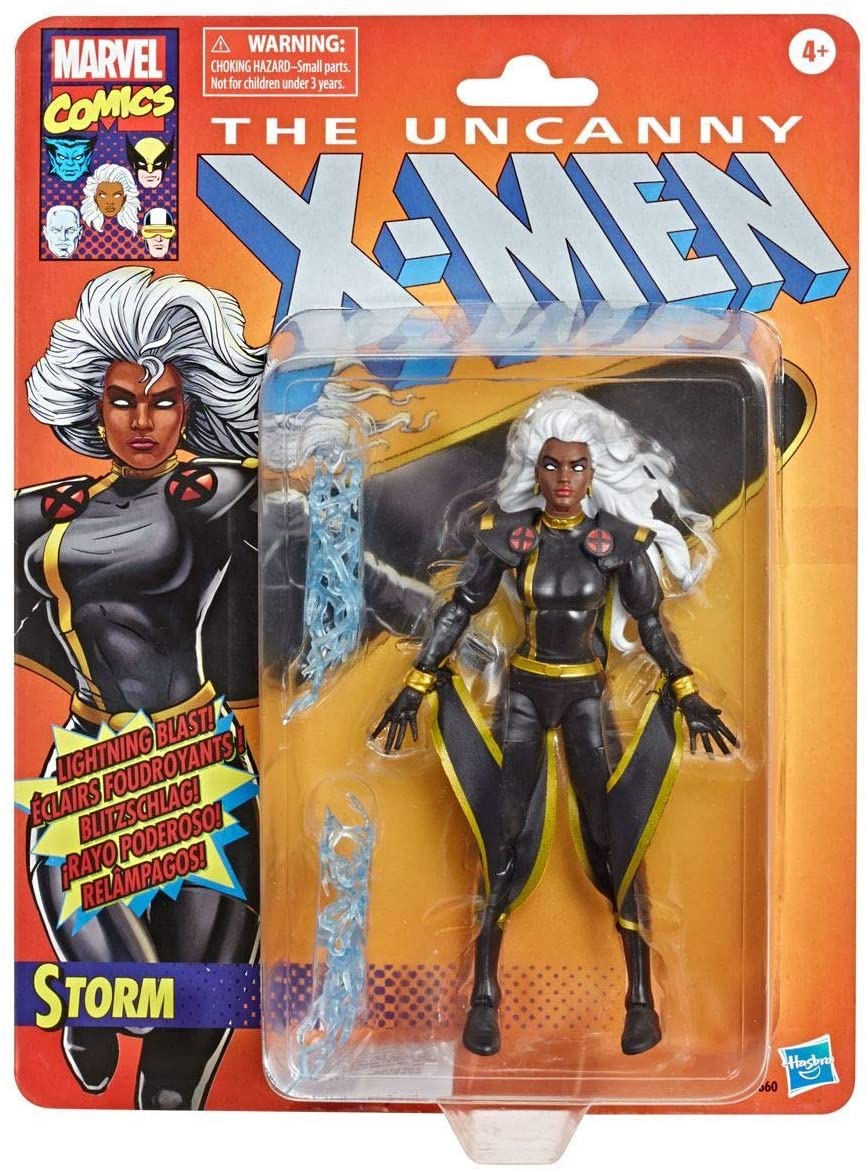 MARVEL
COMICS
WARNING:
CHOKING HAZARD–Small parts.
Not for children under 3 years.
4+
THE UNCANNY
X-MEN
LIGHTNING BLAST!
ÉCLAIRS FOUDROYANTS !
BLITZSCHLAG!
¡RAYO PODEROSO!
RELÂMPAGOS!
STORM
Hasbro